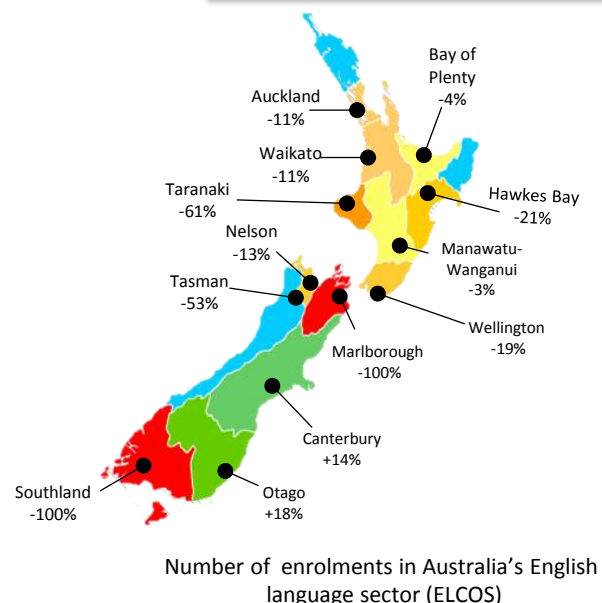 Bay of
Plenty
-4%
Auckland
-11%
Waikato
-11%
Taranaki
-61%
Hawkes Bay
-21%
Nelson
-13%
Manawatu-
Wanganui
-3%
Tasman
-53%
Wellington
-19%
Marlborough
-100%
Canterbury
+14%
Southland
-100%
Otago
+18%
Number of enrolments in Australia's English
language sector (ELCOS)